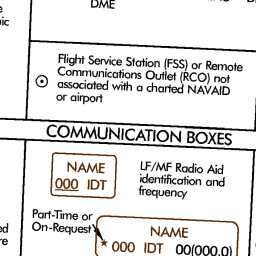 DME
Flight Service Station (FSS) or Remote
Communications Outlet (RCO) not
associated with a charted NAVAID
or airport
COMMUNICATION BOXES
NAME
000 IDT
LF/MF Radio Aid
identification and
frequency
Part-Time or
On-Request
NAME
000 IDT 00(000.0)